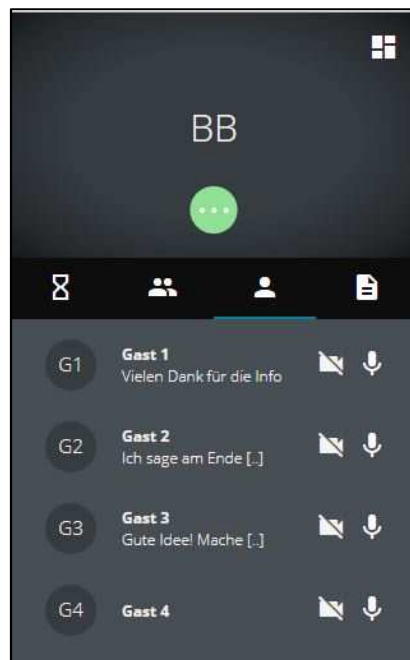 BB
G1
Gast 1
Vielen Dank für die Info
G2
Gast 2
Ich sage am Ende [..]
G3
Gast 3
Gute Idee! Mache [..]
G4
Gast 4